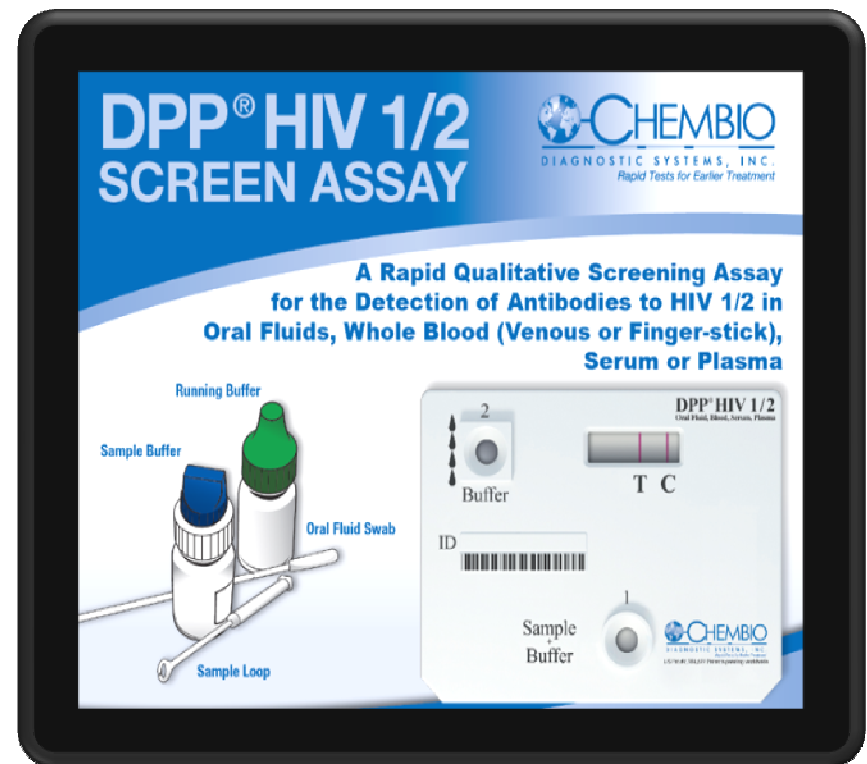 DPP® HIV 1/2
SCREEN ASSAY
CHEMBIO
DIAGNOSTIC SYSTEMS, INC.
Rapid Tests for Earlier Treatment
A Rapid Qualitative Screening Assay
for the Detection of Antibodies to HIV 1/2 in
Oral Fluids, Whole Blood (Venous or Finger-stick),
Serum or Plasma
Running Buffer
Sample Buffer
Oral Fluid Swab
Sample Loop
DPP® HIV 1/2
Oral Fluid, Blood, Serum, Plasma
2
Buffer
T C
ID
1
Sample
+
Buffer
CHEMBIO
DIAGNOSTIC SYSTEMS, INC.